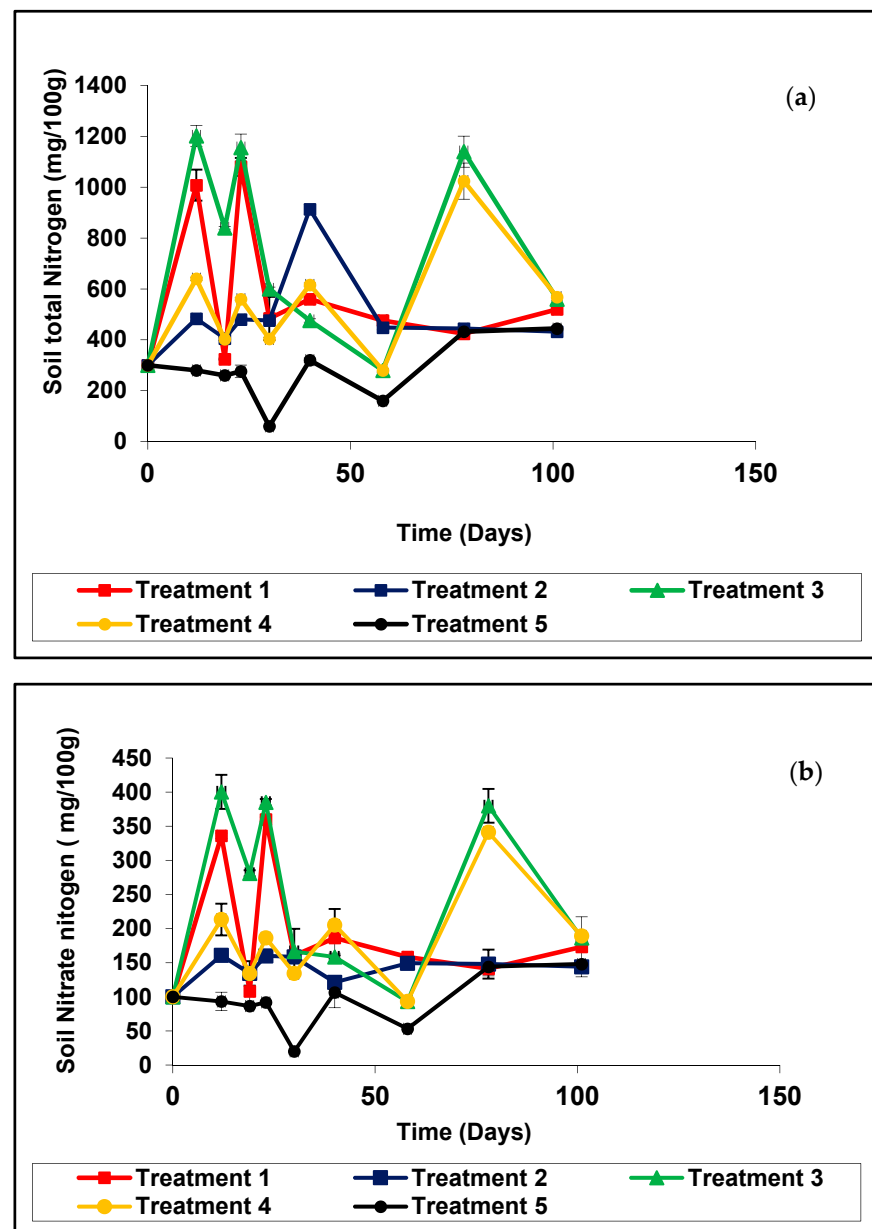 (a)
Soil total Nitrogen (mg/100g)
1400
1200
1000
800
600
400
200
0
0 50 100 150
Time (Days)
Treatment 1 Treatment 2 Treatment 3
Treatment 4 Treatment 5
(b)
Soil Nitrate nitogen ( mg/100g)
450
400
350
300
250
200
150
100
50
0
0 50 100 150
Time (Days)
Treatment 1 Treatment 2 Treatment 3
Treatment 4 Treatment 5